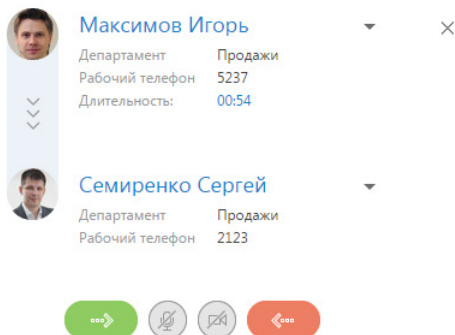 Максимов Игорь
Департамент Продажи
Рабочий телефон 5237
Длительность: 00:54
Семиренко Сергей
Департамент Продажи
Рабочий телефон 2123